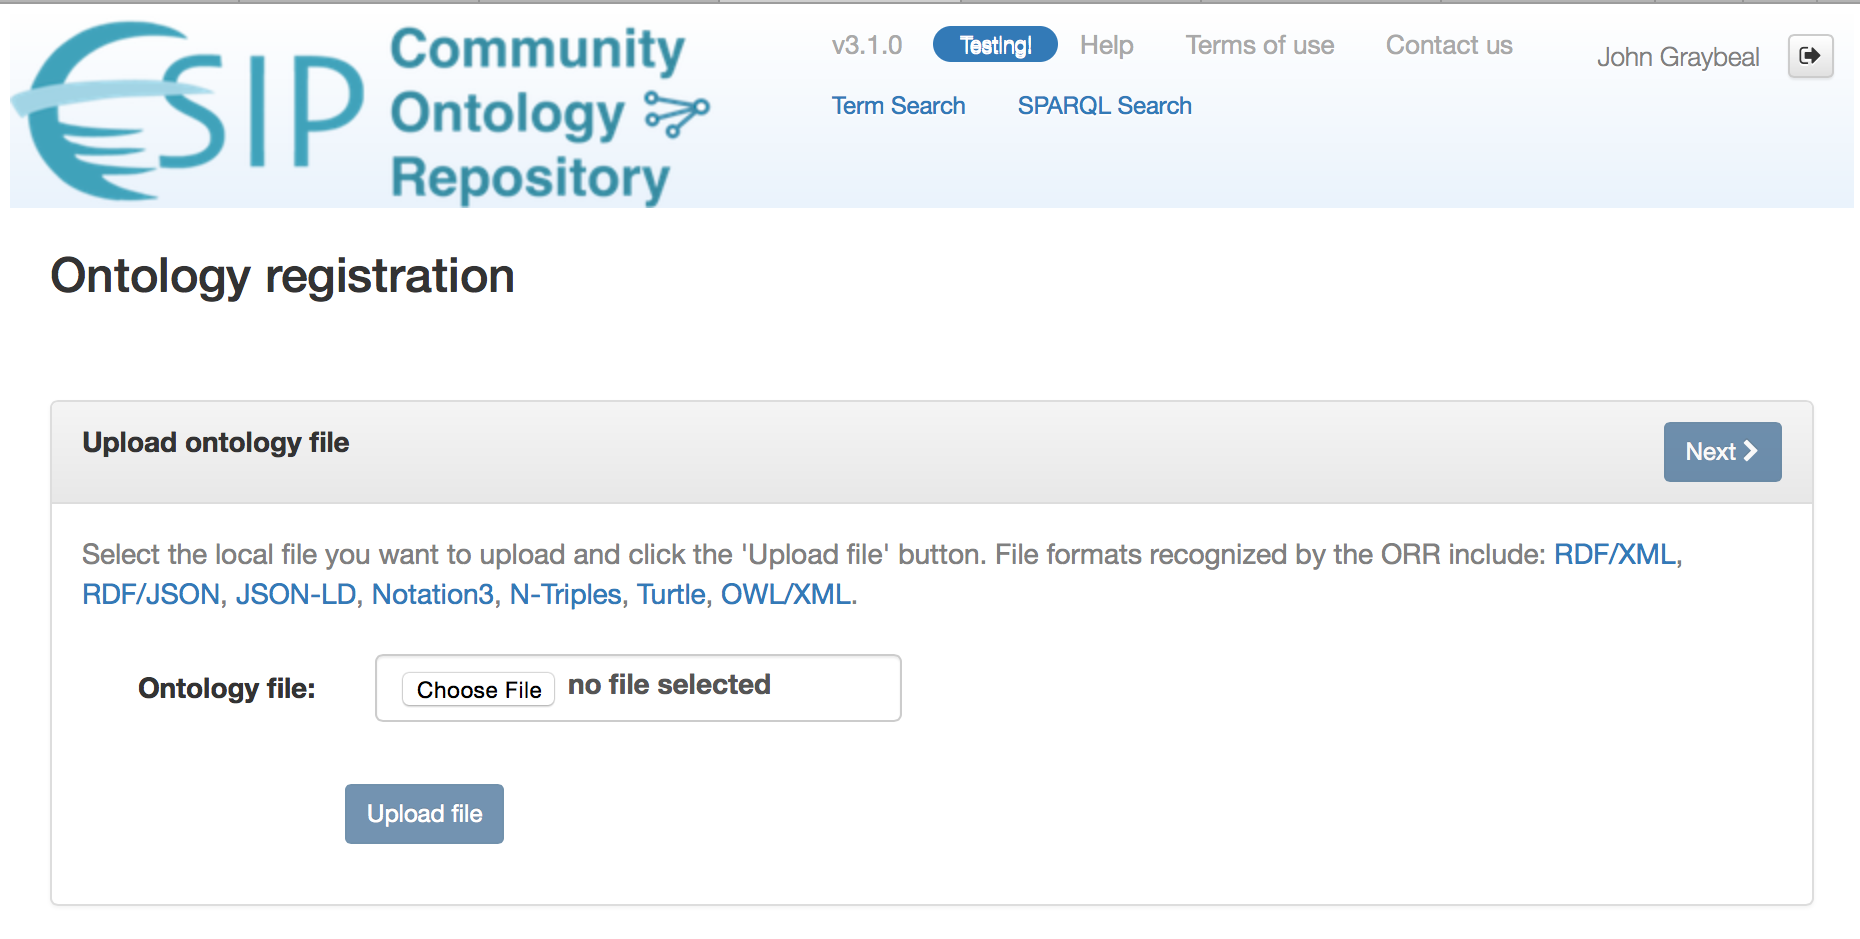 ESIP
Community
Ontology
Repository
v3.1.0 Testing! Help Terms of use Contact us
John Graybeal
Term Search SPARQL Search
Ontology registration
Upload ontology file
Next
Select the local file you want to upload and click the 'Upload file' button. File formats recognized by the ORR include: RDF/XML,
RDF/JSON, JSON-LD, Notation3, N-Triples, Turtle, OWL/XML.
Ontology file: Choose File no file selected
Upload file